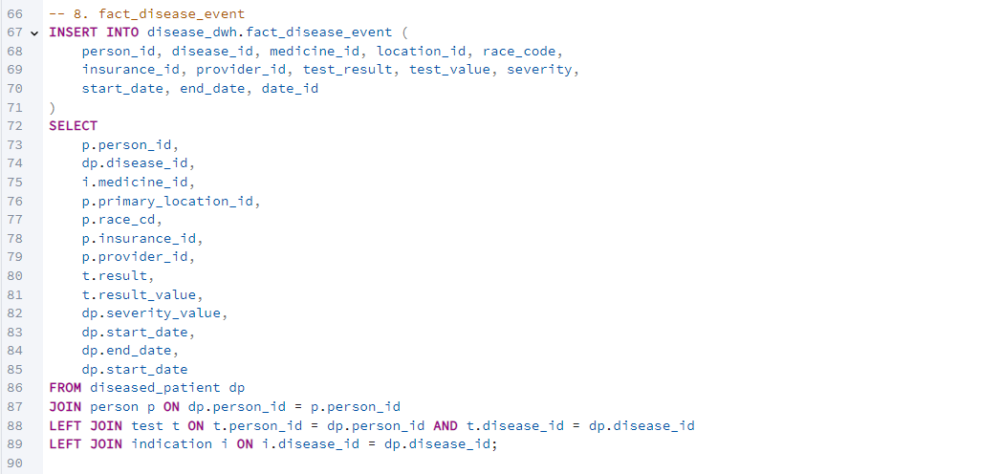 66 -- 8. fact_disease_event
67 INSERT INTO disease_dwh.fact_disease_event (
68     person_id, disease_id, medicine_id, location_id, race_code,
69     insurance_id, provider_id, test_result, test_value, severity,
70     start_date, end_date, date_id
71 )
72 SELECT
73     p.person_id,
74     dp.disease_id,
75     i.medicine_id,
76     p.primary_location_id,
77     p.race_cd,
78     p.insurance_id,
79     p.provider_id,
80     t.result,
81     t.result_value,
82     dp.severity_value,
83     dp.start_date,
84     dp.end_date,
85     dp.start_date
86 FROM diseased_patient dp
87 JOIN person p ON dp.person_id = p.person_id
88 LEFT JOIN test t ON t.person_id = dp.person_id AND t.disease_id = dp.disease_id
89 LEFT JOIN indication i ON i.disease_id = dp.disease_id;
90